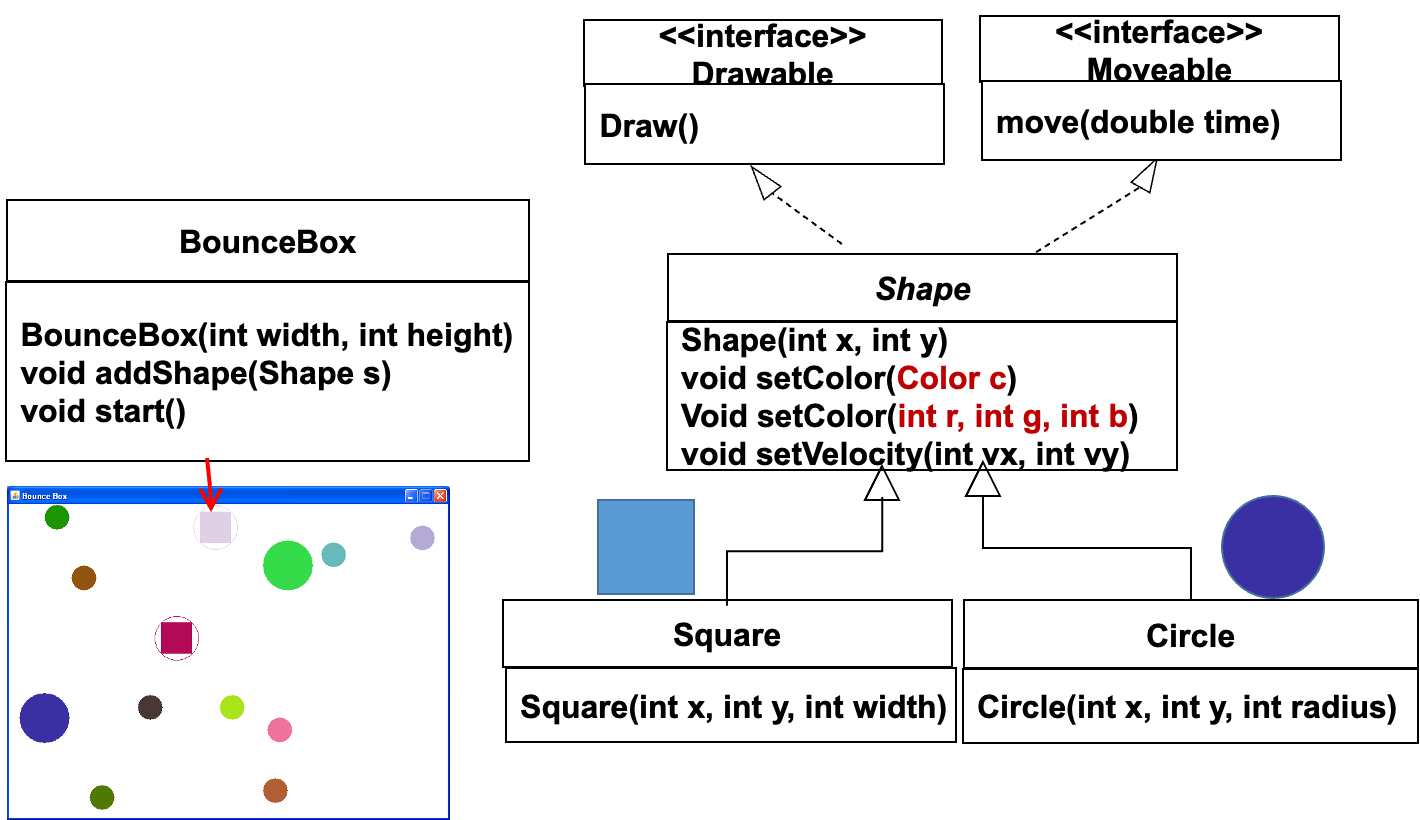 <<interface>>
Drawable
Draw()
<<interface>>
Moveable
move(double time)
BounceBox
BounceBox(int width, int height)
void addShape(Shape s)
void start()
Shape
Shape(int x, int y)
void setColor(Color c)
Void setColor(int r, int g, int b)
void setVelocity(int vx, int vy)
Bounce Box
Square
Square(int x, int y, int width)
Circle
Circle(int x, int y, int radius)